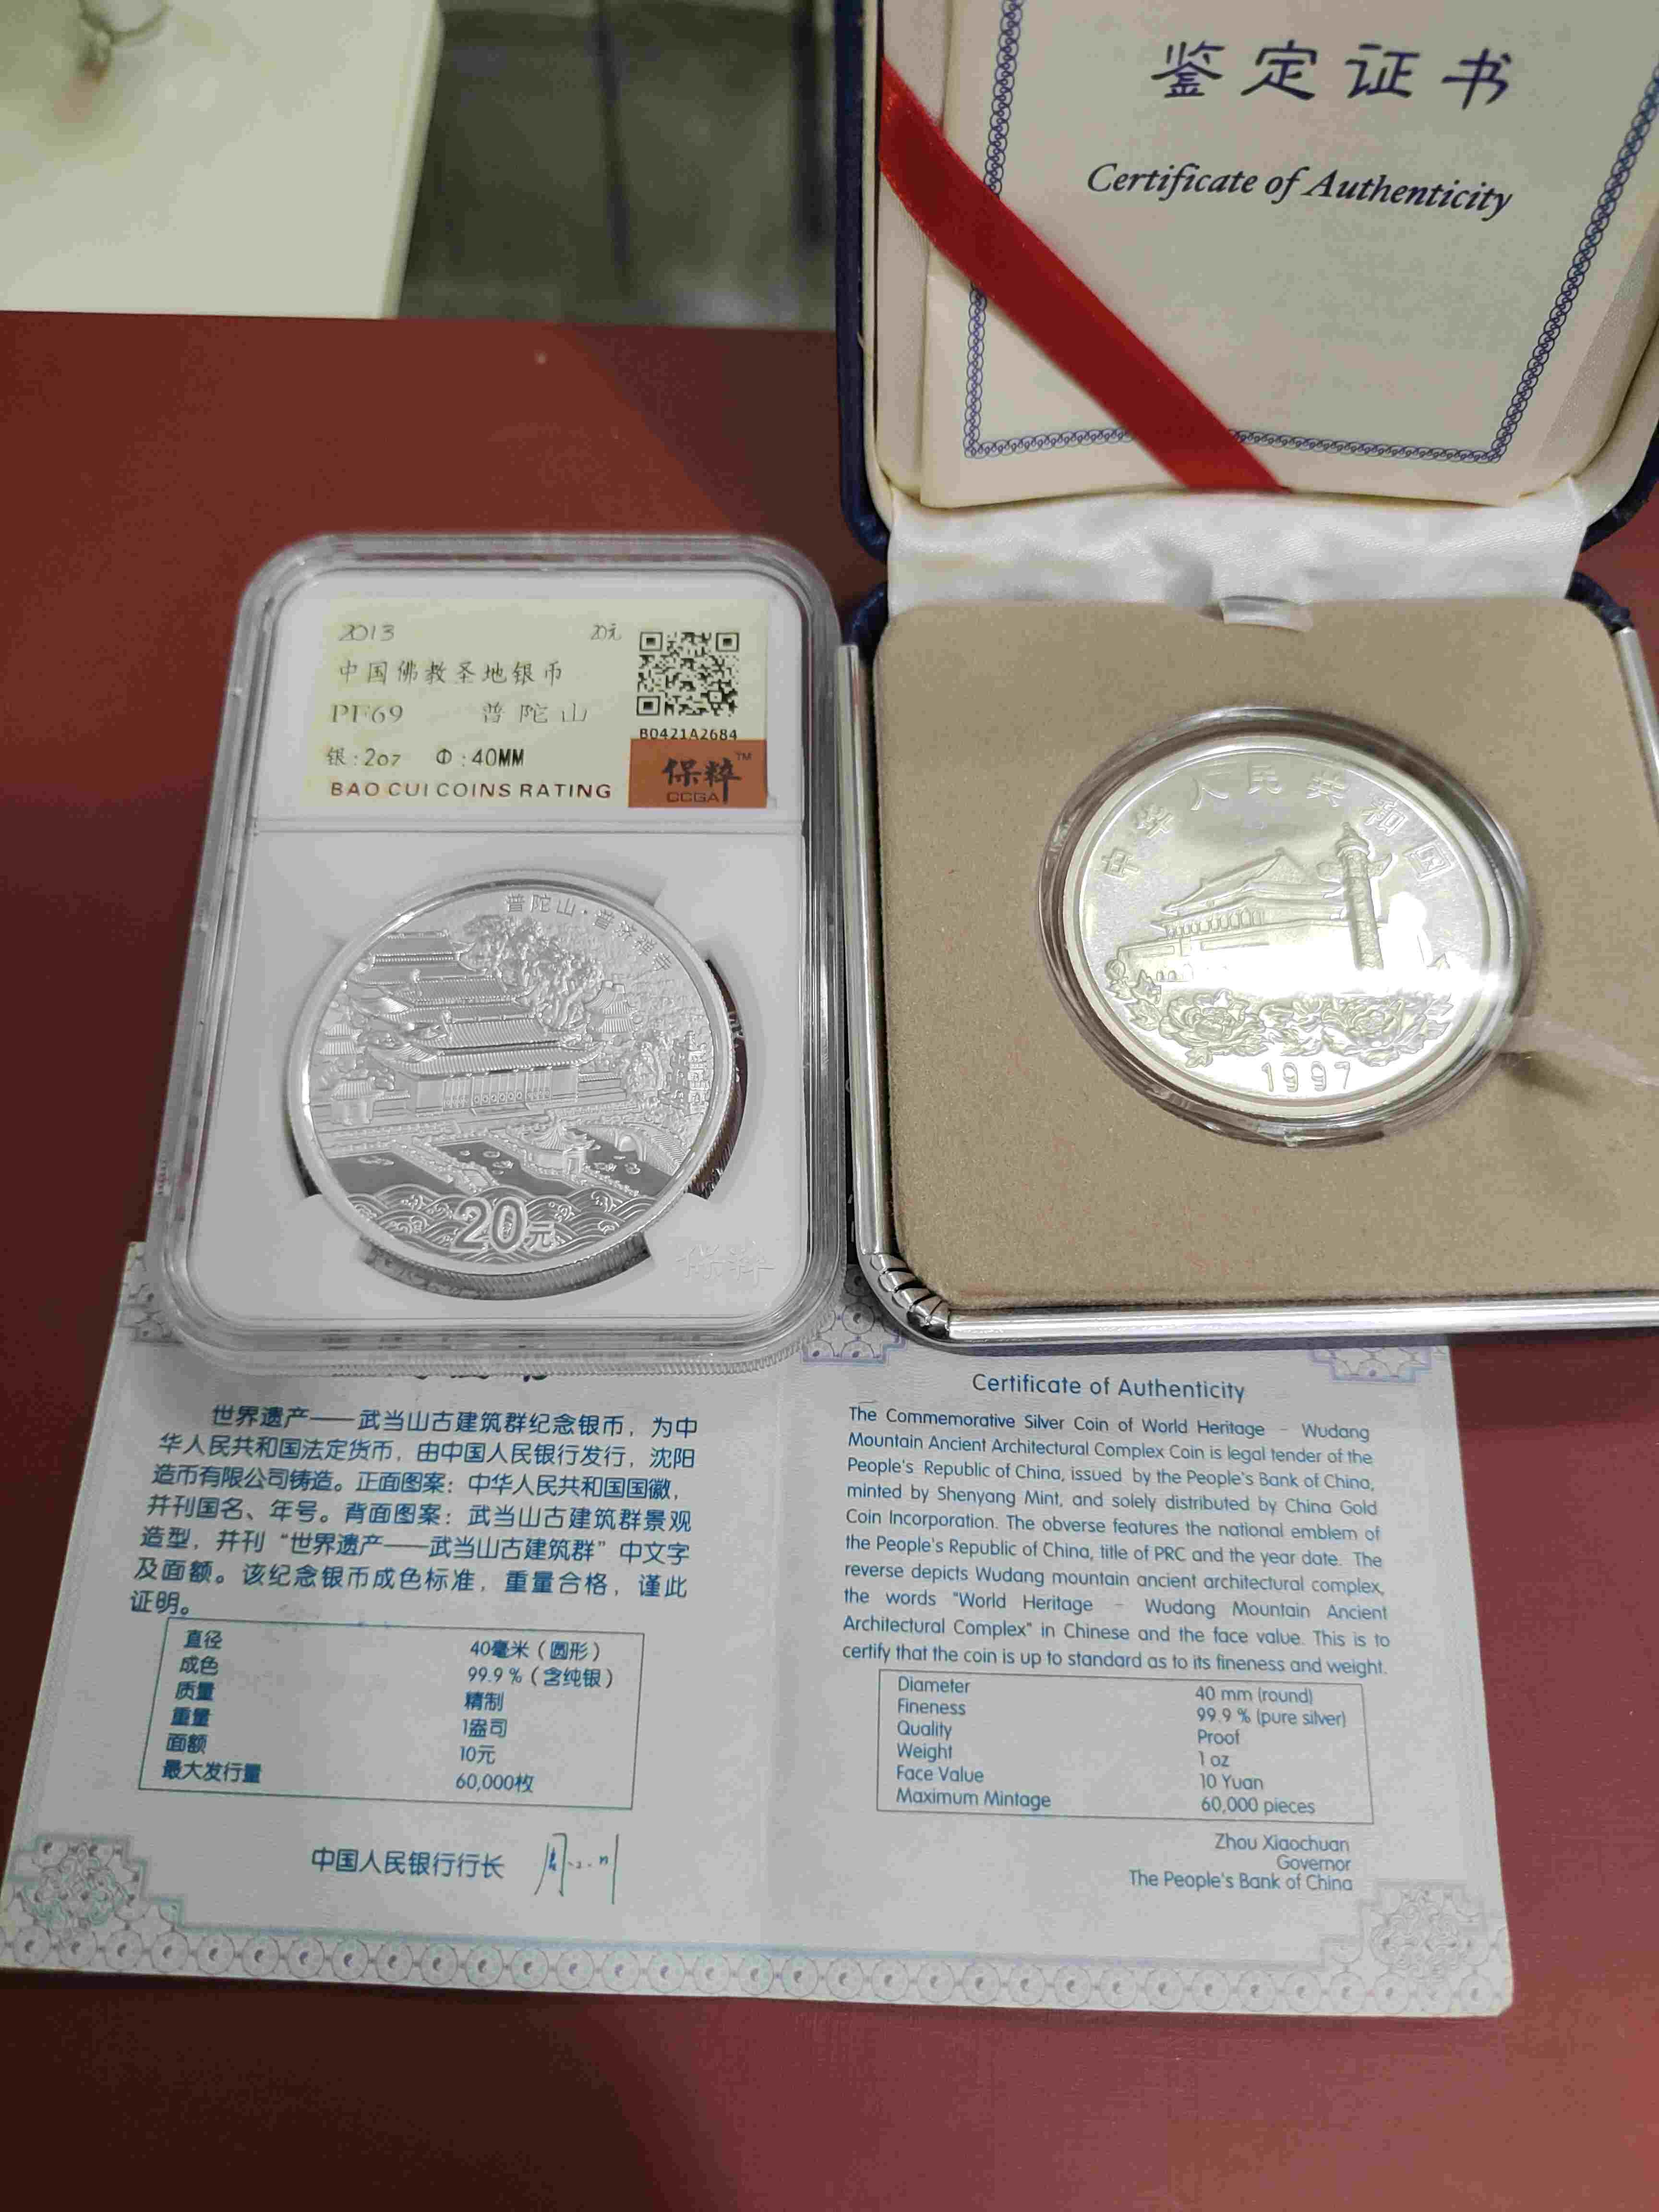 鉴定证书
Certificate of Authenticity
2013 20元
中国佛教圣地银币
PF69 普陀山
B0421A2684
银:2oz Φ:40MM
BAO CUI COINS RATING
保粹™
CCGA
普陀山·普济禅寺
20元
保粹
中华人民共和国
1997
世界遗产——武当山古建筑群纪念银币，为中
华人民共和国法定货币，由中国人民银行发行，沈阳
造币有限公司铸造。正面图案：中华人民共和国国徽，
并刊国名、年号。背面图案：武当山古建筑群景观
造型，并刊“世界遗产——武当山古建筑群”中文字
及面额。该纪念银币成色标准，重量合格，谨此
证明。
直径 40毫米（圆形）
成色 99.9％（含纯银）
质量 精制
重量 1盎司
面额 10元
最大发行量 60,000枚
中国人民银行行长
Certificate of Authenticity
The Commemorative Silver Coin of World Heritage – Wudang
Mountain Ancient Architectural Complex Coin is legal tender of the
People's Republic of China, issued by the People's Bank of China,
minted by Shenyang Mint, and solely distributed by China Gold
Coin Incorporation. The obverse features the national emblem of
the People's Republic of China, title of PRC and the year date. The
reverse depicts Wudang mountain ancient architectural complex,
the words "World Heritage – Wudang Mountain Ancient
Architectural Complex" in Chinese and the face value. This is to
certify that the coin is up to standard as to its fineness and weight.
Diameter 40 mm (round)
Fineness 99.9 % (pure silver)
Quality Proof
Weight 1 oz
Face Value 10 Yuan
Maximum Mintage 60,000 pieces
Zhou Xiaochuan
Governor
The People's Bank of China